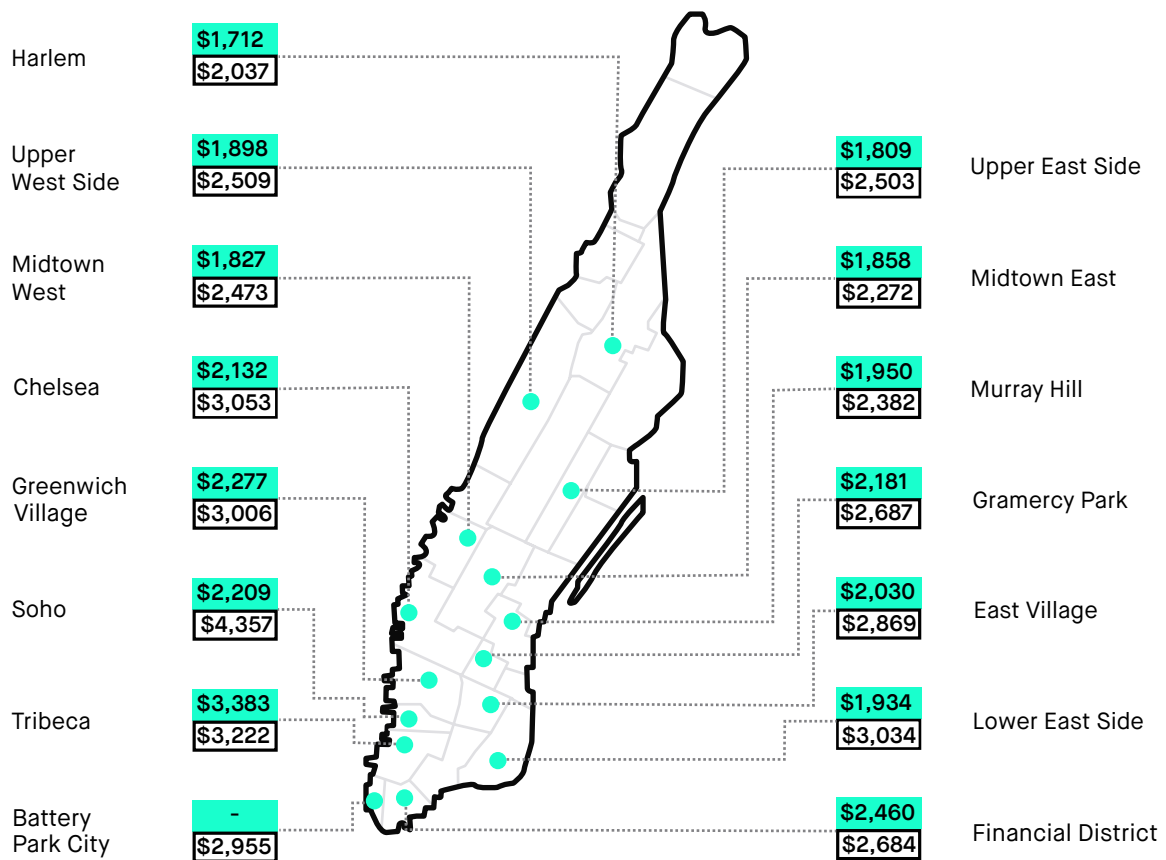 Harlem
$1,712
$2,037
Upper
West Side
$1,898
$2,509
Midtown
West
$1,827
$2,473
Chelsea
$2,132
$3,053
Greenwich
Village
$2,277
$3,006
Soho
$2,209
$4,357
Tribeca
$3,383
$3,222
Battery
Park City
-
$2,955
$1,809
$2,503
Upper East Side
$1,858
$2,272
Midtown East
$1,950
$2,382
Murray Hill
$2,181
$2,687
Gramercy Park
$2,030
$2,869
East Village
$1,934
$3,034
Lower East Side
$2,460
$2,684
Financial District